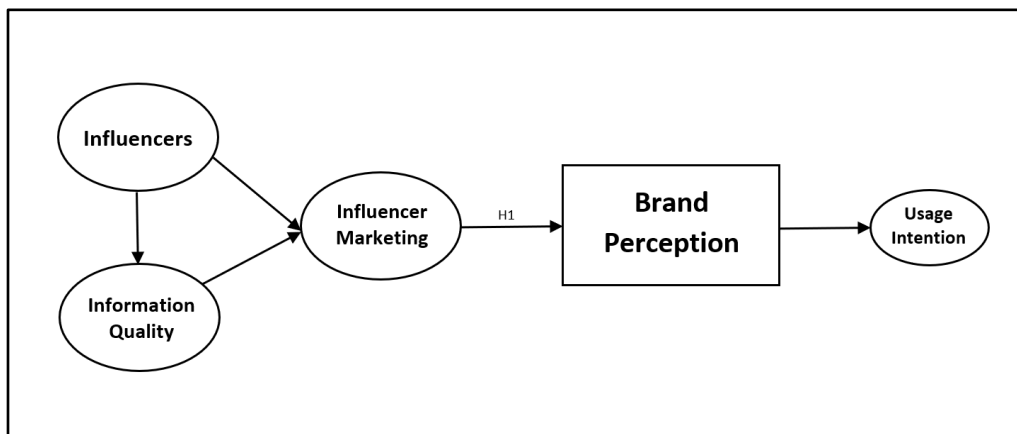 Influencers
Information
Quality
Influencer
Marketing
H1
Brand
Perception
Usage
Intention